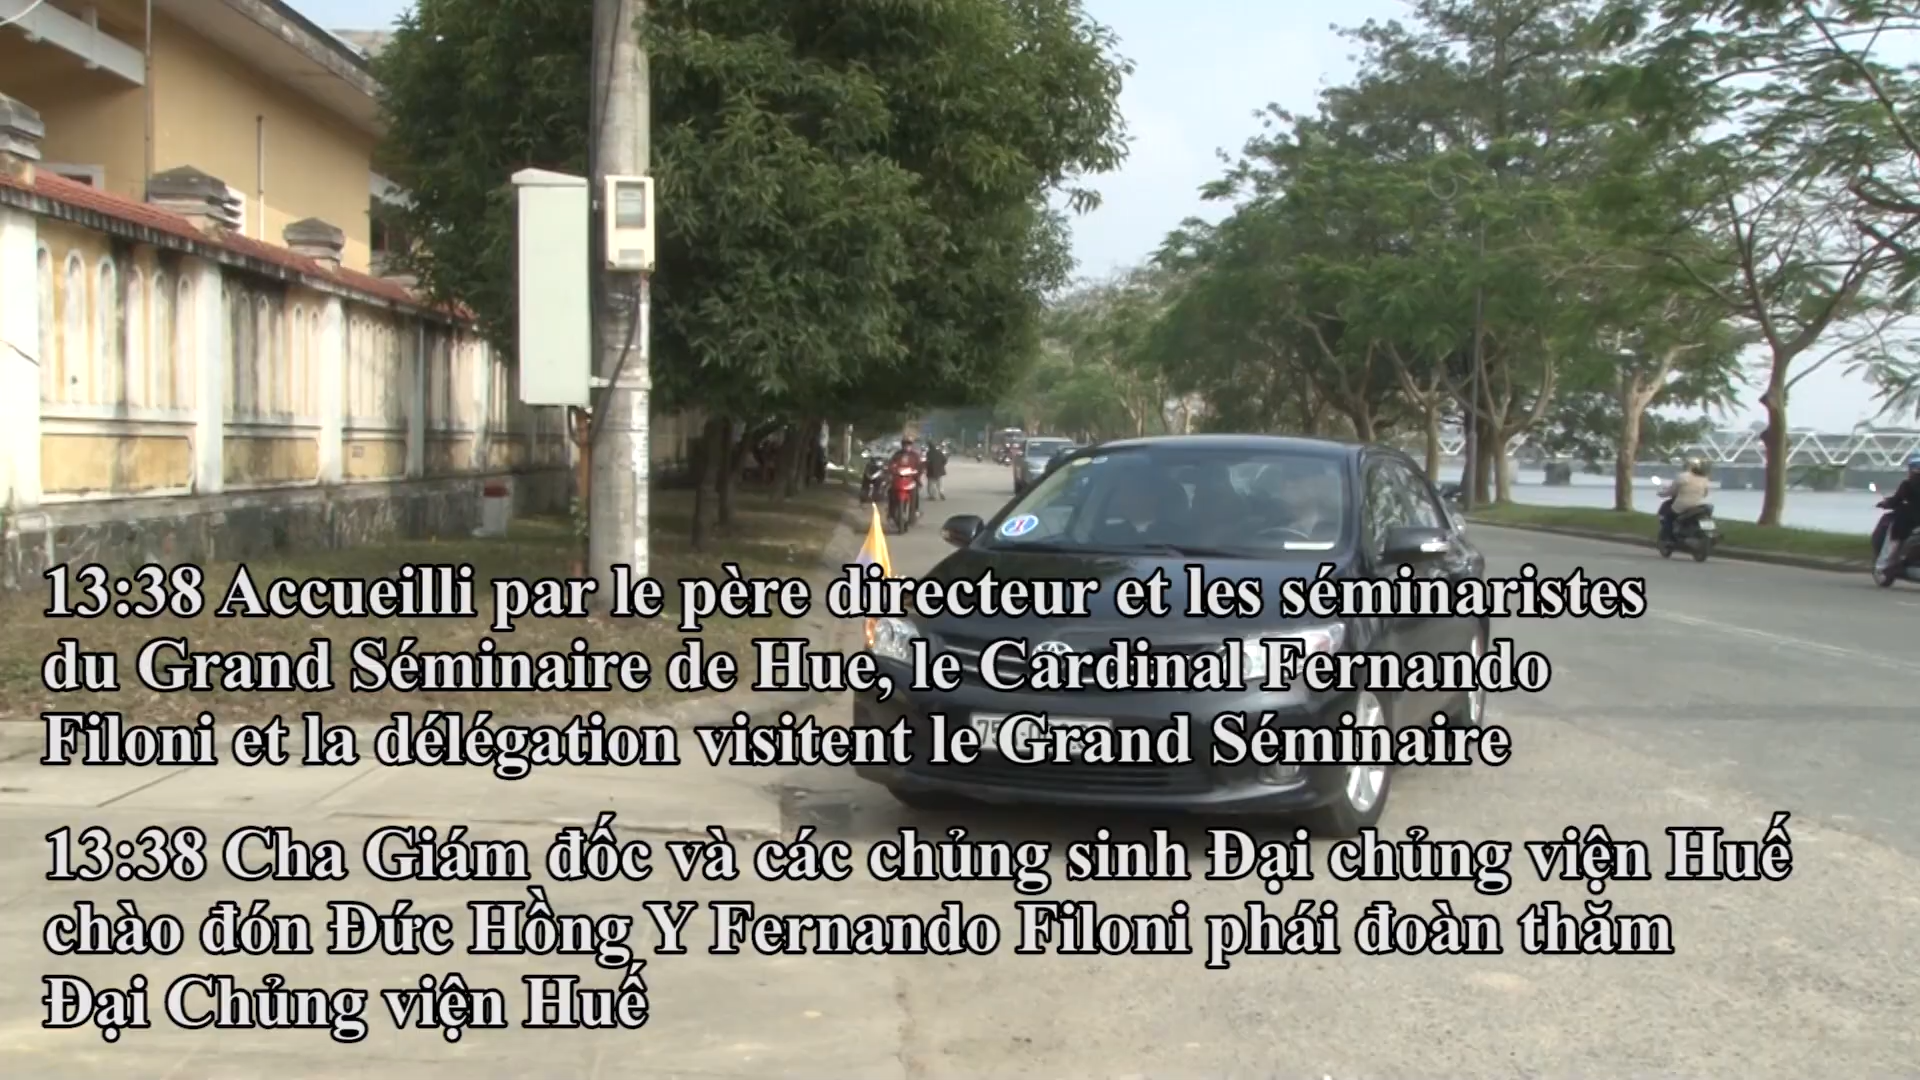 13:38 Accueilli par le père directeur et les séminaristes
du Grand Séminaire de Hue, le Cardinal Fernando
Filoni et la délégation visitent le Grand Séminaire
13:38 Cha Giám đốc và các chủng sinh Đại chủng viện Huế
chào đón Đức Hồng Y Fernando Filoni phái đoàn thăm
Đại Chủng viện Huế